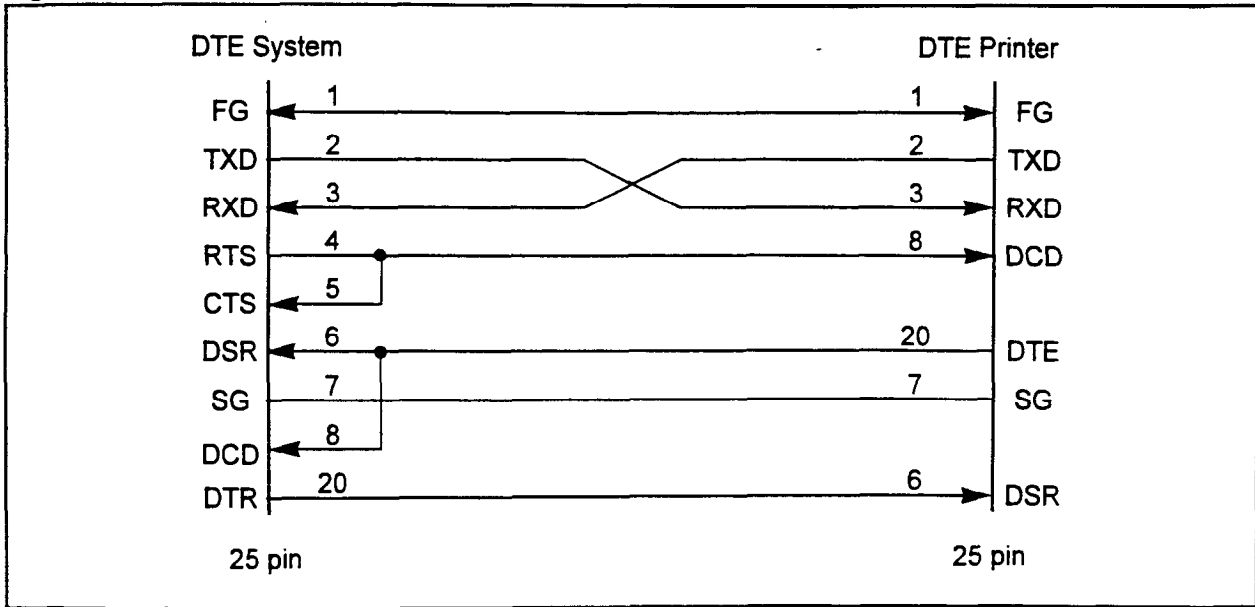 DTE System DTE Printer
FG 1 1 FG
TXD 2 2 TXD
RXD 3 3 RXD
RTS 4 8 DCD
CTS 5
DSR 6 20 DTE
SG 7 7 SG
DCD 8
DTR 20 6 DSR
25 pin 25 pin